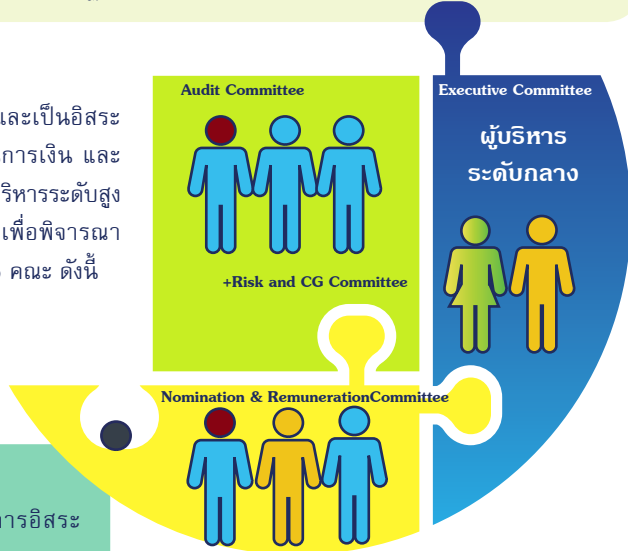 และเป็นอิสระ
การเงิน และ
ริหารระดับสูง
เพื่อพิจารณา
คณะ ดังนี้
Audit Committee
+Risk and CG Committee
Executive Committee
ผู้บริหาร
ระดับกลาง
Nomination & RemunerationCommittee
ารอิสระ